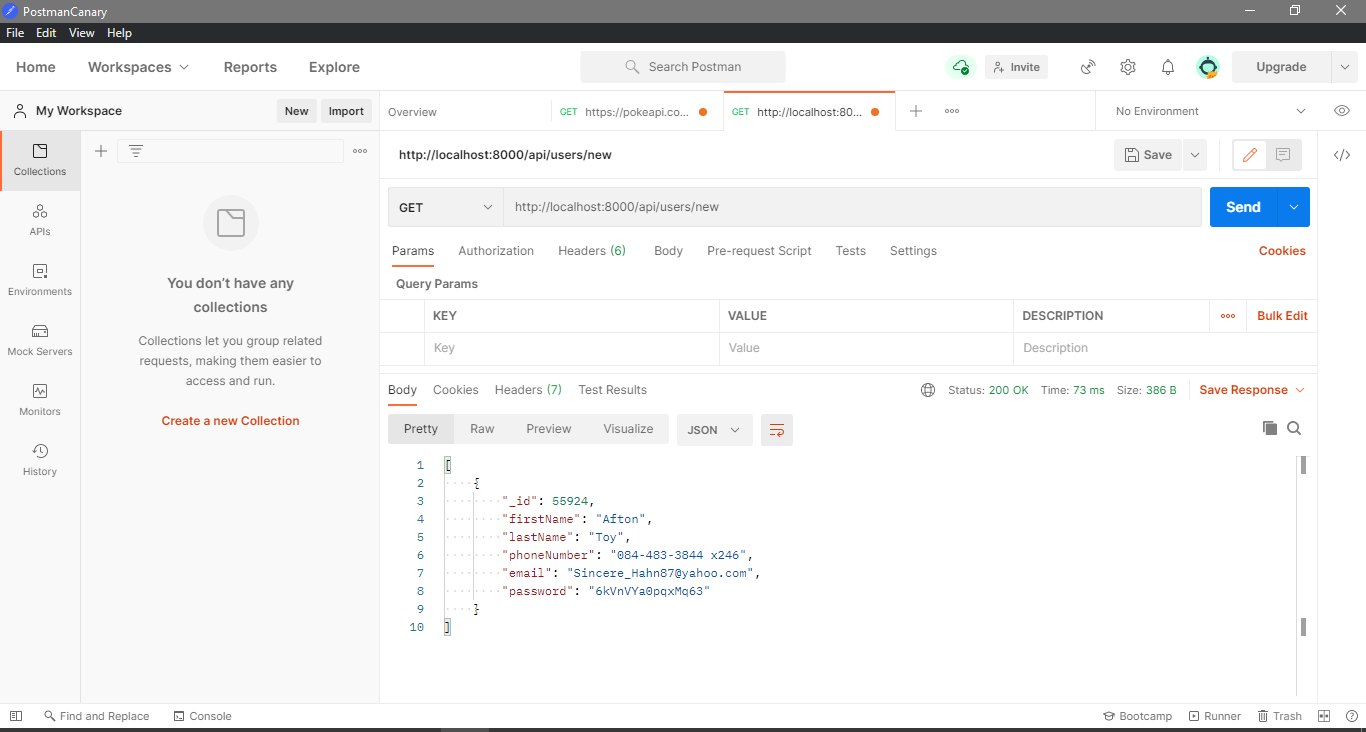 PostmanCanary
File Edit View Help
Home Workspaces Reports Explore Search Postman Invite Upgrade
My Workspace New Import Overview GET https://pokeapi.co... GET http://localhost:80... No Environment
Collections
APIs
Environments
Mock Servers
Monitors
History
You don't have any
collections
Collections let you group related
requests, making them easier to
access and run.
Create a new Collection
http://localhost:8000/api/users/new Save
GET http://localhost:8000/api/users/new Send
Params Authorization Headers (6) Body Pre-request Script Tests Settings Cookies
Query Params
KEY VALUE DESCRIPTION Bulk Edit
Key Value Description
Body Cookies Headers (7) Test Results Status: 200 OK Time: 73 ms Size: 386 B Save Response
Pretty Raw Preview Visualize JSON
1 [
2 {
3 "_id": 55924,
4 "firstName": "Afton",
5 "lastName": "Toy",
6 "phoneNumber": "084-483-3844 x246",
7 "email": "Sincere_Hahn87@yahoo.com",
8 "password": "6kVnVYa0pqxMq63"
9 }
10 ]
Find and Replace Console Bootcamp Runner Trash